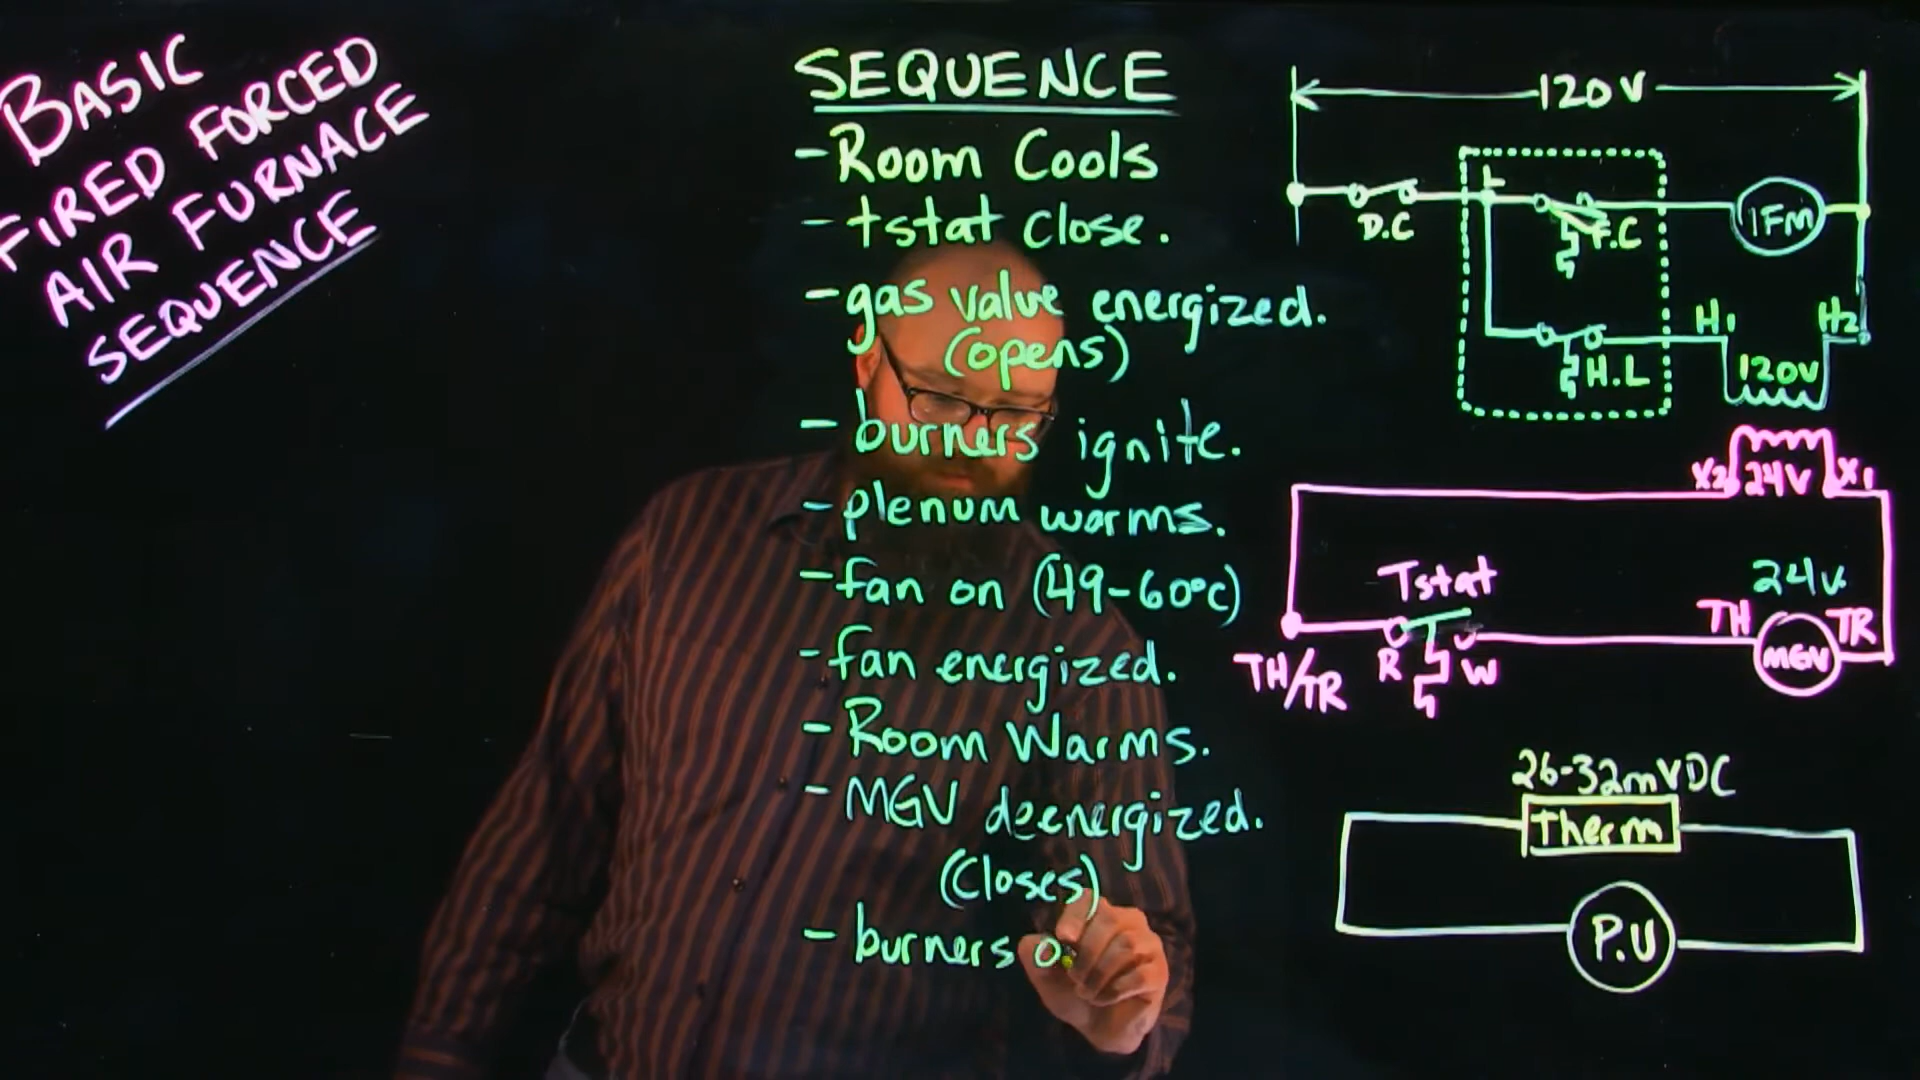 BASIC
FIRED FORCED
AIR FURNACE
SEQUENCE
SEQUENCE
- Room Cools
- tstat close.
- gas valve energized.
(opens)
- burners ignite.
- plenum warms.
- fan on (49-60°C)
- fan energized.
- Room Warms.
- MGV deenergized.
(Closes)
- burners o
120V
L
D.C
F.C
IFM
H1
H2
H.L
120V
X2
24V
X1
Tstat
24V
TH
TR
MGV
TH/TR
R
W
26-32mVDC
Therm
P.U